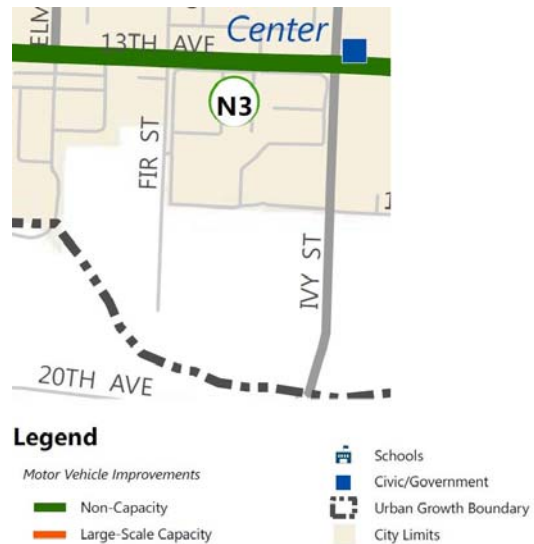 ELM
13TH AVE
Center
N3
FIR ST
IVY ST
20TH AVE
Legend
Motor Vehicle Improvements
Non-Capacity
Large-Scale Capacity
Schools
Civic/Government
Urban Growth Boundary
City Limits